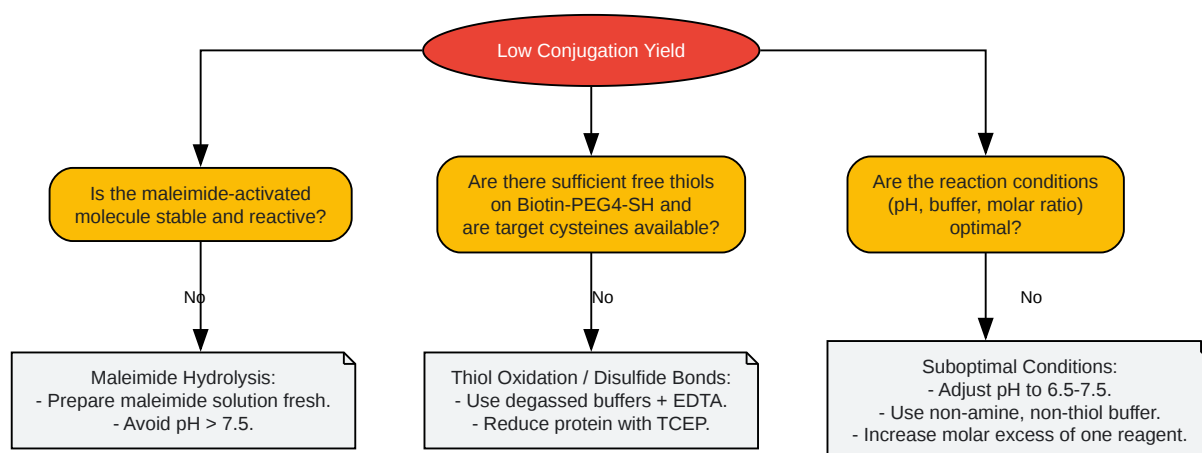 Low Conjugation Yield
Is the maleimide-activated
molecule stable and reactive?
Are there sufficient free thiols
on Biotin-PEG4-SH and
are target cysteines available?
Are the reaction conditions
(pH, buffer, molar ratio)
optimal?
No
No
No
Maleimide Hydrolysis:
- Prepare maleimide solution fresh.
- Avoid pH > 7.5.
Thiol Oxidation / Disulfide Bonds:
- Use degassed buffers + EDTA.
- Reduce protein with TCEP.
Suboptimal Conditions:
- Adjust pH to 6.5-7.5.
- Use non-amine, non-thiol buffer.
- Increase molar excess of one reagent.